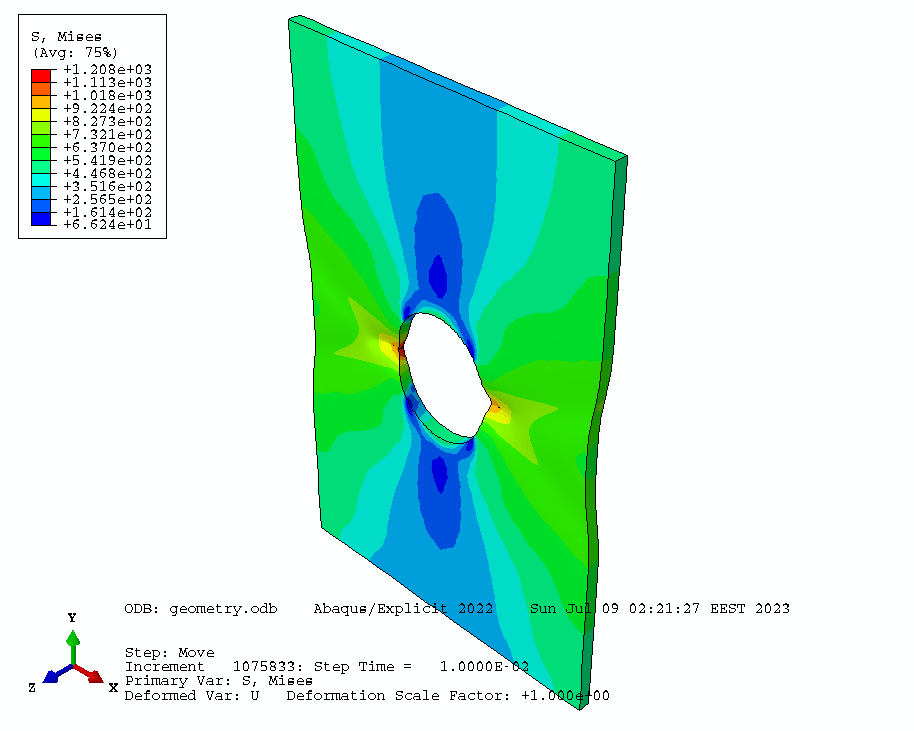 S, Mises
(Avg: 75%)
+1.208e+03
+1.113e+03
+1.018e+03
+9.224e+02
+8.273e+02
+7.321e+02
+6.370e+02
+5.419e+02
+4.468e+02
+3.516e+02
+2.565e+02
+1.614e+02
+6.624e+01
ODB: geometry.odb    Abaqus/Explicit 2022    Sun Jul 09 02:21:27 EEST 2023
Y
Z
X
Step: Move
Increment   1075833: Step Time =   1.0000E-02
Primary Var: S, Mises
Deformed Var: U   Deformation Scale Factor: +1.000e+00